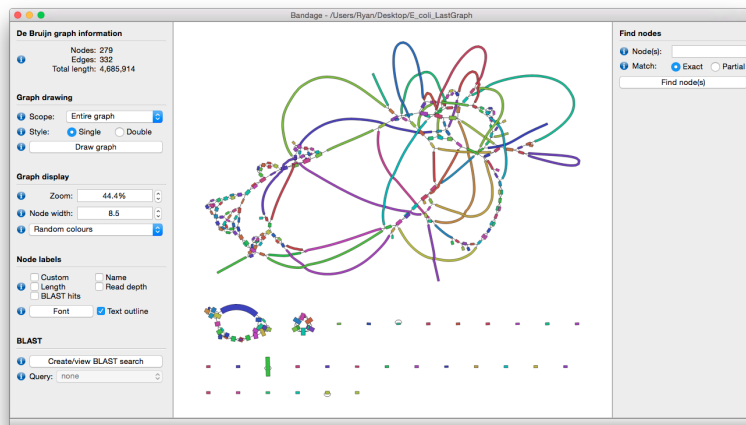 Bandage - /Users/Ryan/Desktop/E_coli_LastGraph
De Bruijn graph information
Nodes: 279
Edges: 332
Total length: 4,685,914
Graph drawing
Scope: Entire graph
Style: Single Double
Draw graph
Graph display
Zoom: 44.4%
Node width: 8.5
Random colours
Node labels
Custom Name
Length Read depth
BLAST hits
Font Text outline
BLAST
Create/view BLAST search
Query: none
Find nodes
Node(s):
Match: Exact Partial
Find node(s)